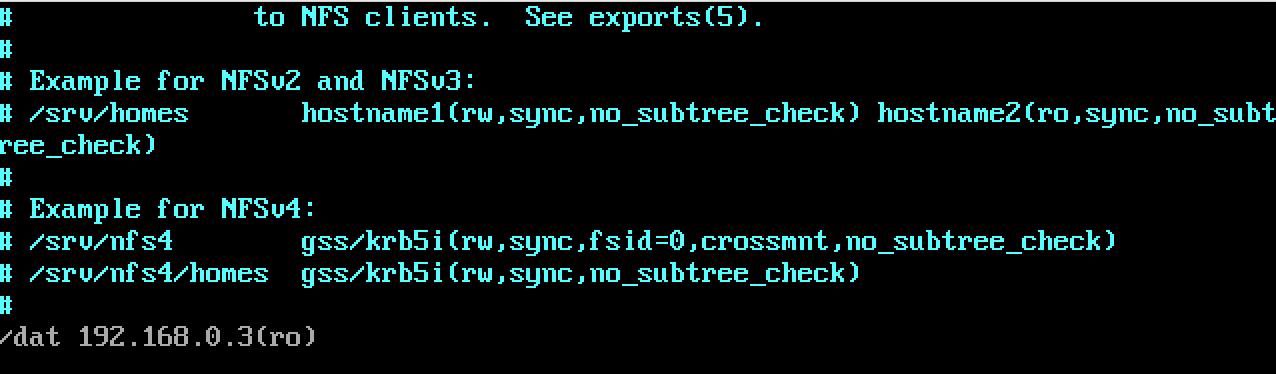 #               to NFS clients.  See exports(5).
#
# Example for NFSv2 and NFSv3:
# /srv/homes       hostname1(rw,sync,no_subtree_check) hostname2(ro,sync,no_subt
ree_check)
#
# Example for NFSv4:
# /srv/nfs4        gss/krb5i(rw,sync,fsid=0,crossmnt,no_subtree_check)
# /srv/nfs4/homes  gss/krb5i(rw,sync,no_subtree_check)
#
/dat 192.168.0.3(ro)